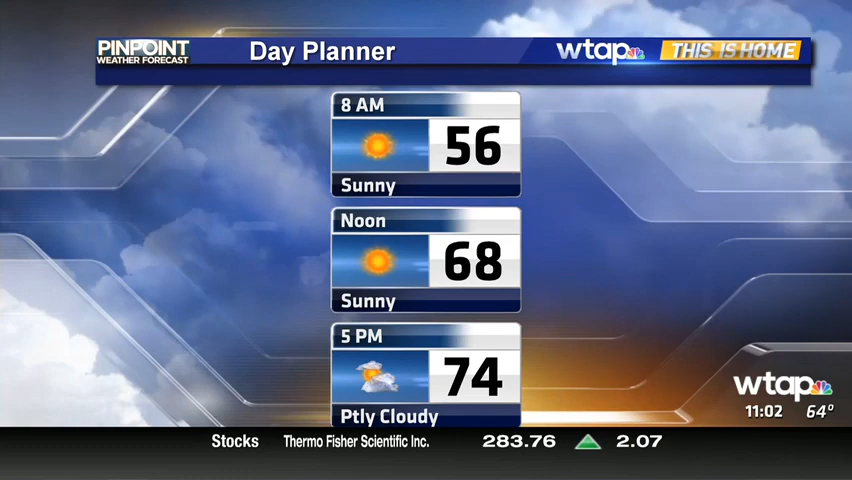 PINPOINT
WEATHER FORECAST
Day Planner
wtap
THIS IS HOME
8 AM
56
Sunny
Noon
68
Sunny
5 PM
74
Ptly Cloudy
wtap
11:02 64°
Stocks Thermo Fisher Scientific Inc. 283.76 2.07